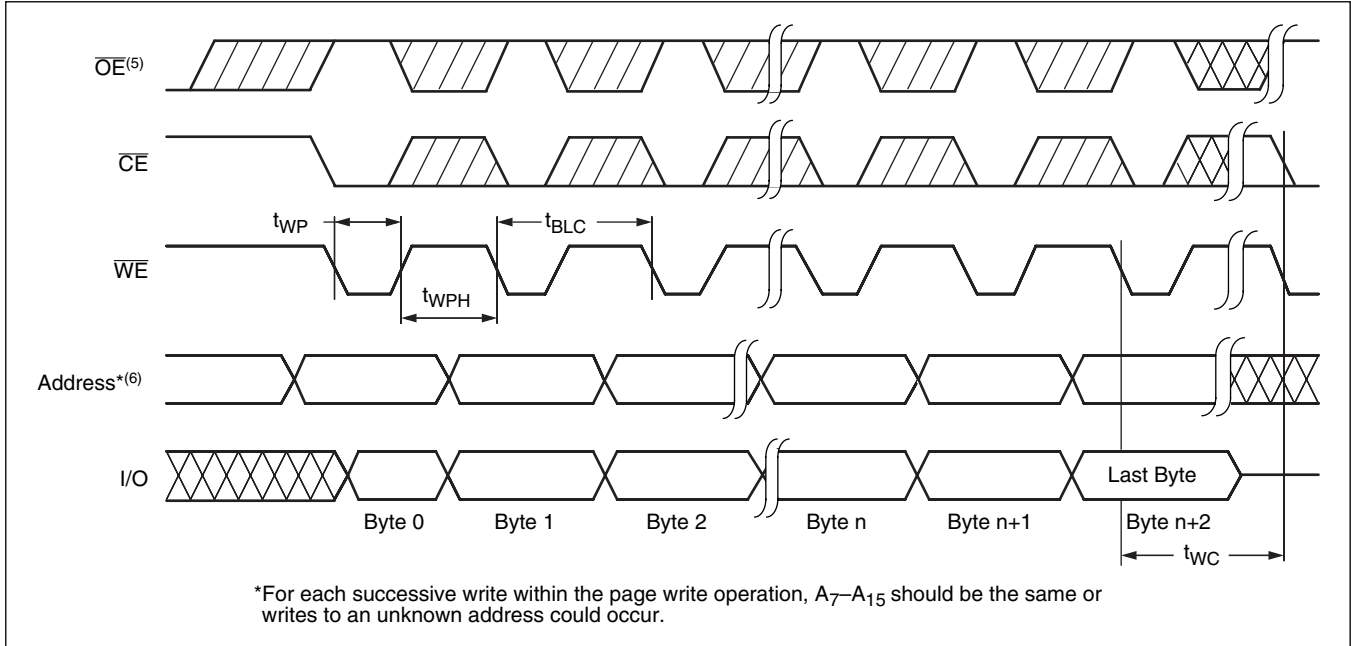 OE(5)
CE
tWP
tBLC
WE
tWPH
Address*(6)
I/O
Last Byte
Byte 0 Byte 1 Byte 2 Byte n Byte n+1 Byte n+2
tWC
*For each successive write within the page write operation, A7–A15 should be the same or
writes to an unknown address could occur.